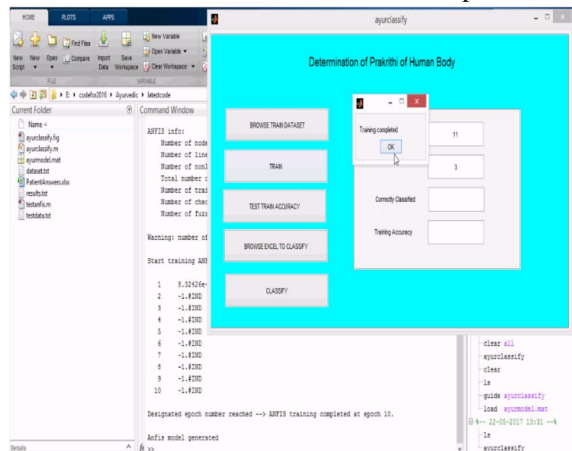 HOME PLOTS APPS
New Script
New
Open
Find Files
Compare
Import Data
Save Workspace
New Variable
Open Variable
Clear Workspace
FILE
VARIABLE
E: codefor2016 Ayurvedic latestcode
Current Folder
Name
ayurclassify.fig
ayurclassify.m
ayurmodel.mat
dataset.txt
PatientAnswers.xlsx
results.txt
testanfis.m
testdata.txt
Details
Command Window
ANFIS info:
Number of node
Number of line
Number of nonl
Total number o
Number of trai
Number of chec
Number of fuzz
Warning: number of
Start training ANF
1 5.32426e-
2 -1.#IND
3 -1.#IND
4 -1.#IND
5 -1.#IND
6 -1.#IND
7 -1.#IND
8 -1.#IND
9 -1.#IND
10 -1.#IND
Designated epoch number reached --> ANFIS training completed at epoch 10.
Anfis model generated
fx >>
ayurclassify
Determination of Prakrithi of Human Body
BROWSE TRAIN DATASET
TRAIN
TEST TRAIN ACCURACY
BROWSE EXCEL TO CLASSIFY
CLASSIFY
Training completed
OK
11
3
Correctly Classified
Training Accuracy
clear all
ayurclassify
clear
ls
guide ayurclassify
load ayurmodel.mat
%-- 22-05-2017 13:31 --%
ls
ayurclassify